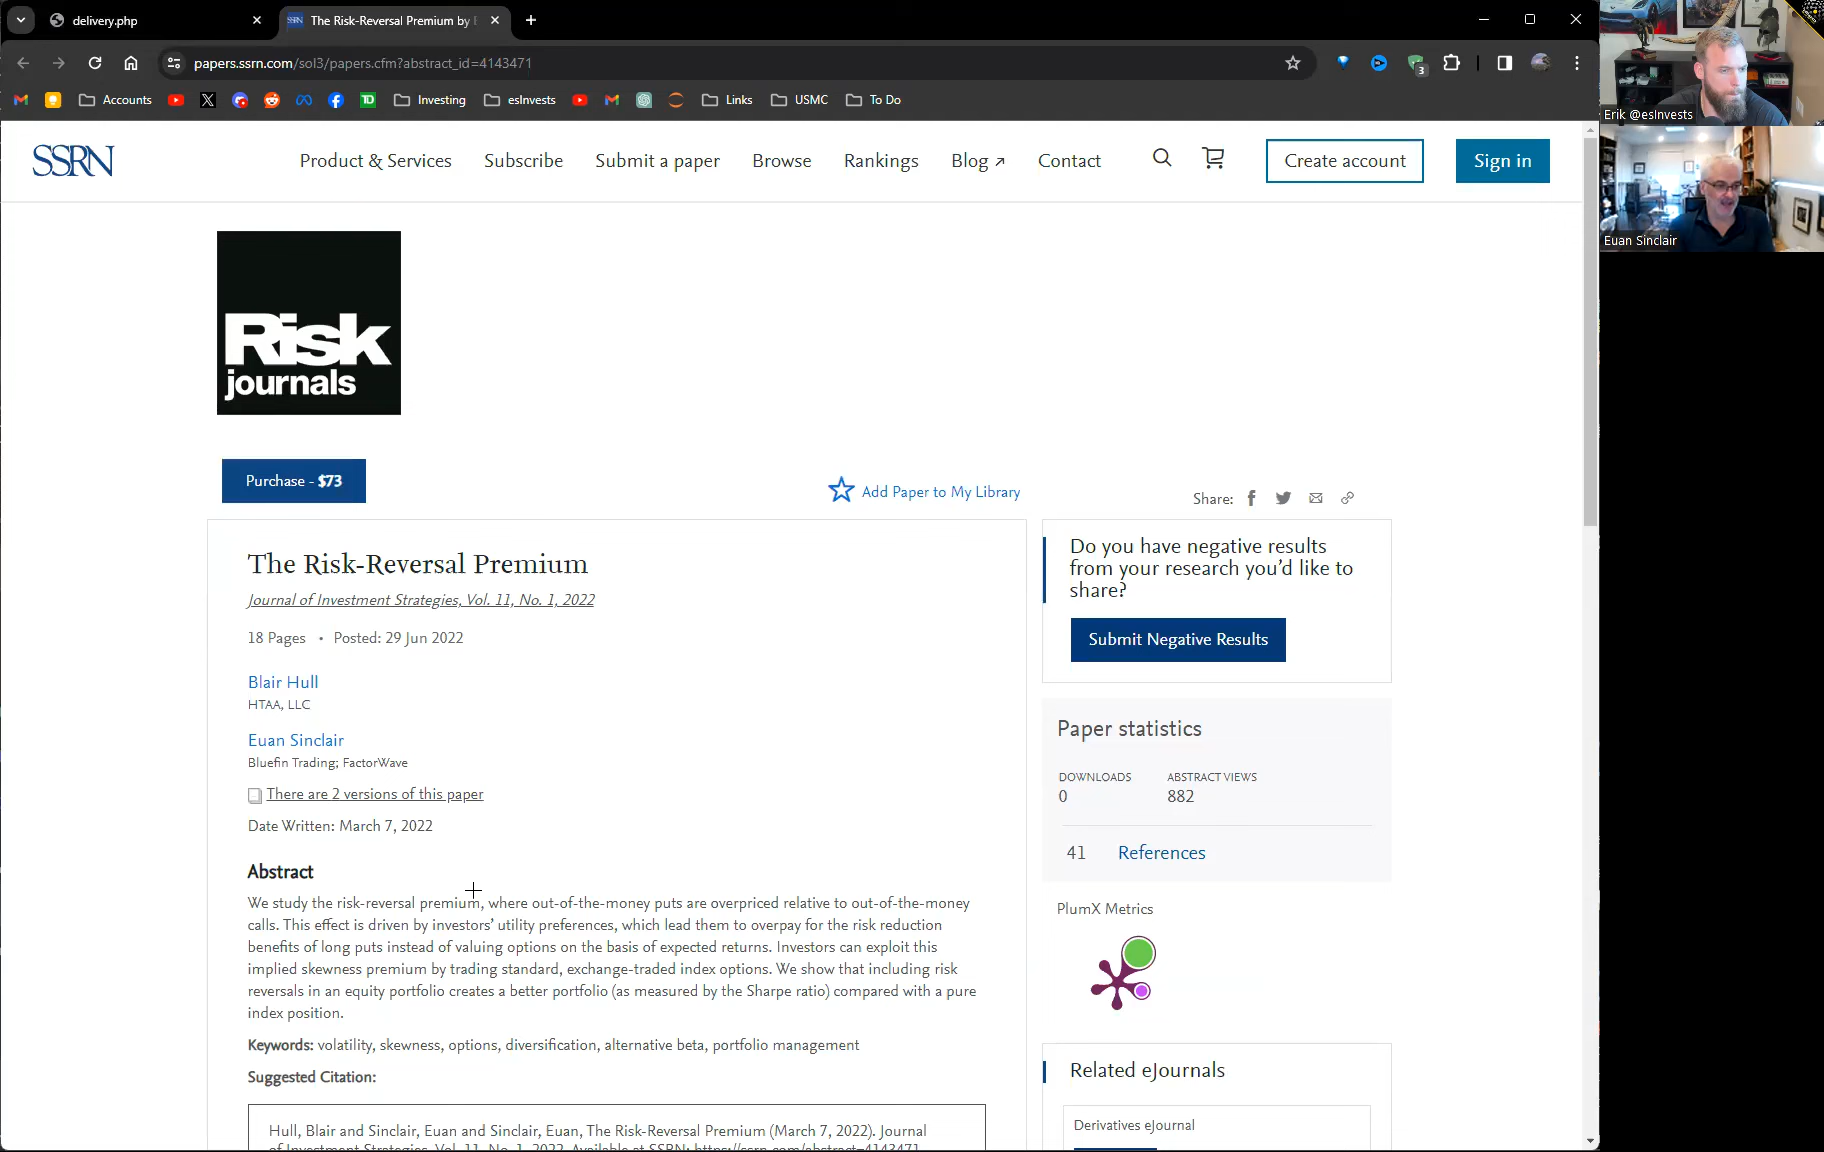 delivery.php
SSRN
The Risk-Reversal Premium by
papers.ssrn.com/sol3/papers.cfm?abstract_id=4143471
3
Accounts
X
TD
Investing
esInvests
Links
USMC
To Do
Erik @esInvests
Euan Sinclair
SSRN
Product & Services
Subscribe
Submit a paper
Browse
Rankings
Blog ↗
Contact
Create account
Sign in
Risk
journals
Purchase - $73
Add Paper to My Library
Share:
The Risk-Reversal Premium
Journal of Investment Strategies, Vol. 11, No. 1, 2022
18 Pages • Posted: 29 Jun 2022
Blair Hull
HTAA, LLC
Euan Sinclair
Bluefin Trading; FactorWave
There are 2 versions of this paper
Date Written: March 7, 2022
Abstract
We study the risk-reversal premium, where out-of-the-money puts are overpriced relative to out-of-the-money
calls. This effect is driven by investors’ utility preferences, which lead them to overpay for the risk reduction
benefits of long puts instead of valuing options on the basis of expected returns. Investors can exploit this
implied skewness premium by trading standard, exchange-traded index options. We show that including risk
reversals in an equity portfolio creates a better portfolio (as measured by the Sharpe ratio) compared with a pure
index position.
Keywords: volatility, skewness, options, diversification, alternative beta, portfolio management
Suggested Citation:
Hull, Blair and Sinclair, Euan and Sinclair, Euan, The Risk-Reversal Premium (March 7, 2022). Journal
of Investment Strategies, Vol. 11, No. 1, 2022, Available at SSRN: https://ssrn.com/abstract=4143471
Do you have negative results
from your research you’d like to
share?
Submit Negative Results
Paper statistics
DOWNLOADS
0
ABSTRACT VIEWS
882
41 References
PlumX Metrics
Related eJournals
Derivatives eJournal